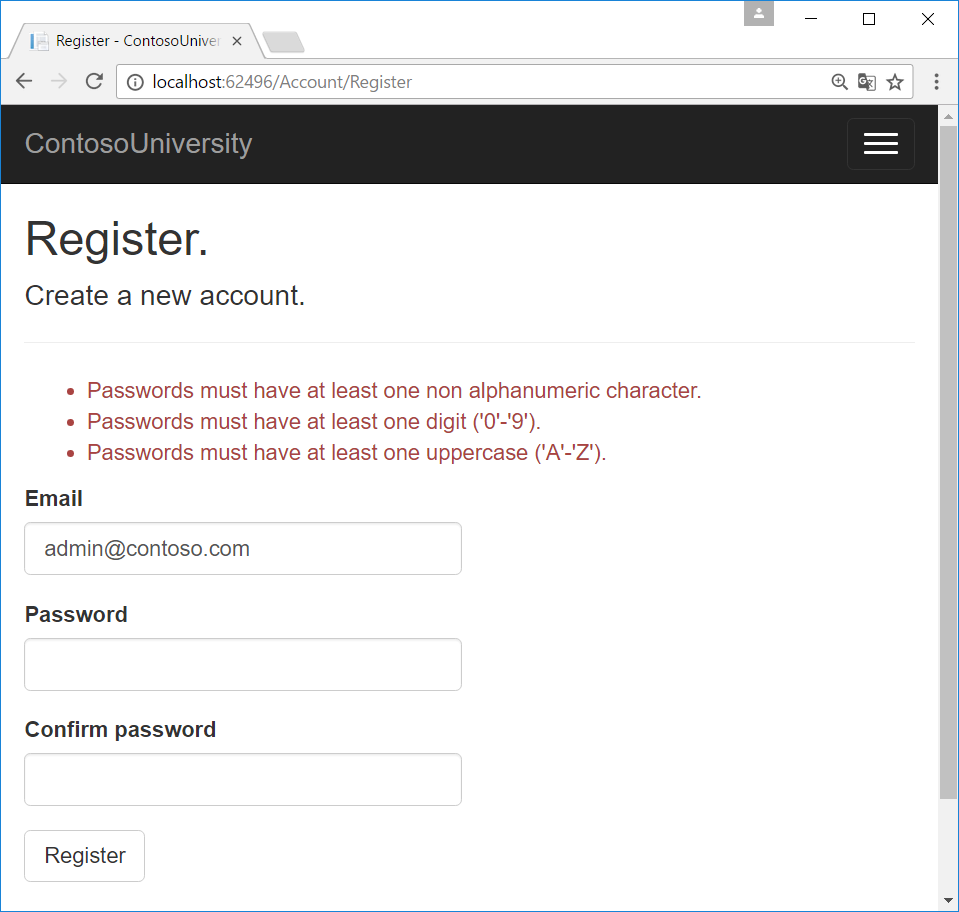 Register - ContosoUniver
localhost:62496/Account/Register
ContosoUniversity
Register.
Create a new account.
Passwords must have at least one non alphanumeric character.
Passwords must have at least one digit ('0'-'9').
Passwords must have at least one uppercase ('A'-'Z').
Email
admin@contoso.com
Password
Confirm password
Register